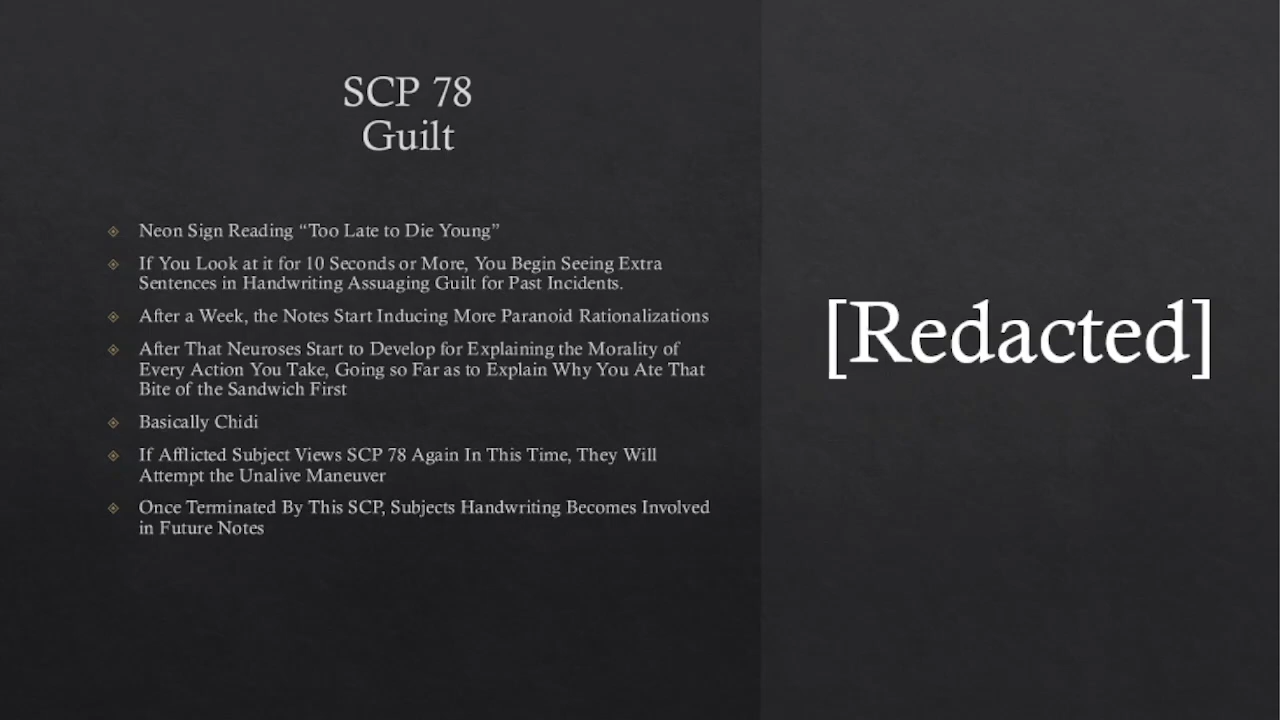 SCP 78
Guilt
Neon Sign Reading “Too Late to Die Young”
If You Look at it for 10 Seconds or More, You Begin Seeing Extra
Sentences in Handwriting Assuaging Guilt for Past Incidents.
After a Week, the Notes Start Inducing More Paranoid Rationalizations
After That Neuroses Start to Develop for Explaining the Morality of
Every Action You Take, Going so Far as to Explain Why You Ate That
Bite of the Sandwich First
Basically Chidi
If Afflicted Subject Views SCP 78 Again In This Time, They Will
Attempt the Unalive Maneuver
Once Terminated By This SCP, Subjects Handwriting Becomes Involved
in Future Notes
[Redacted]